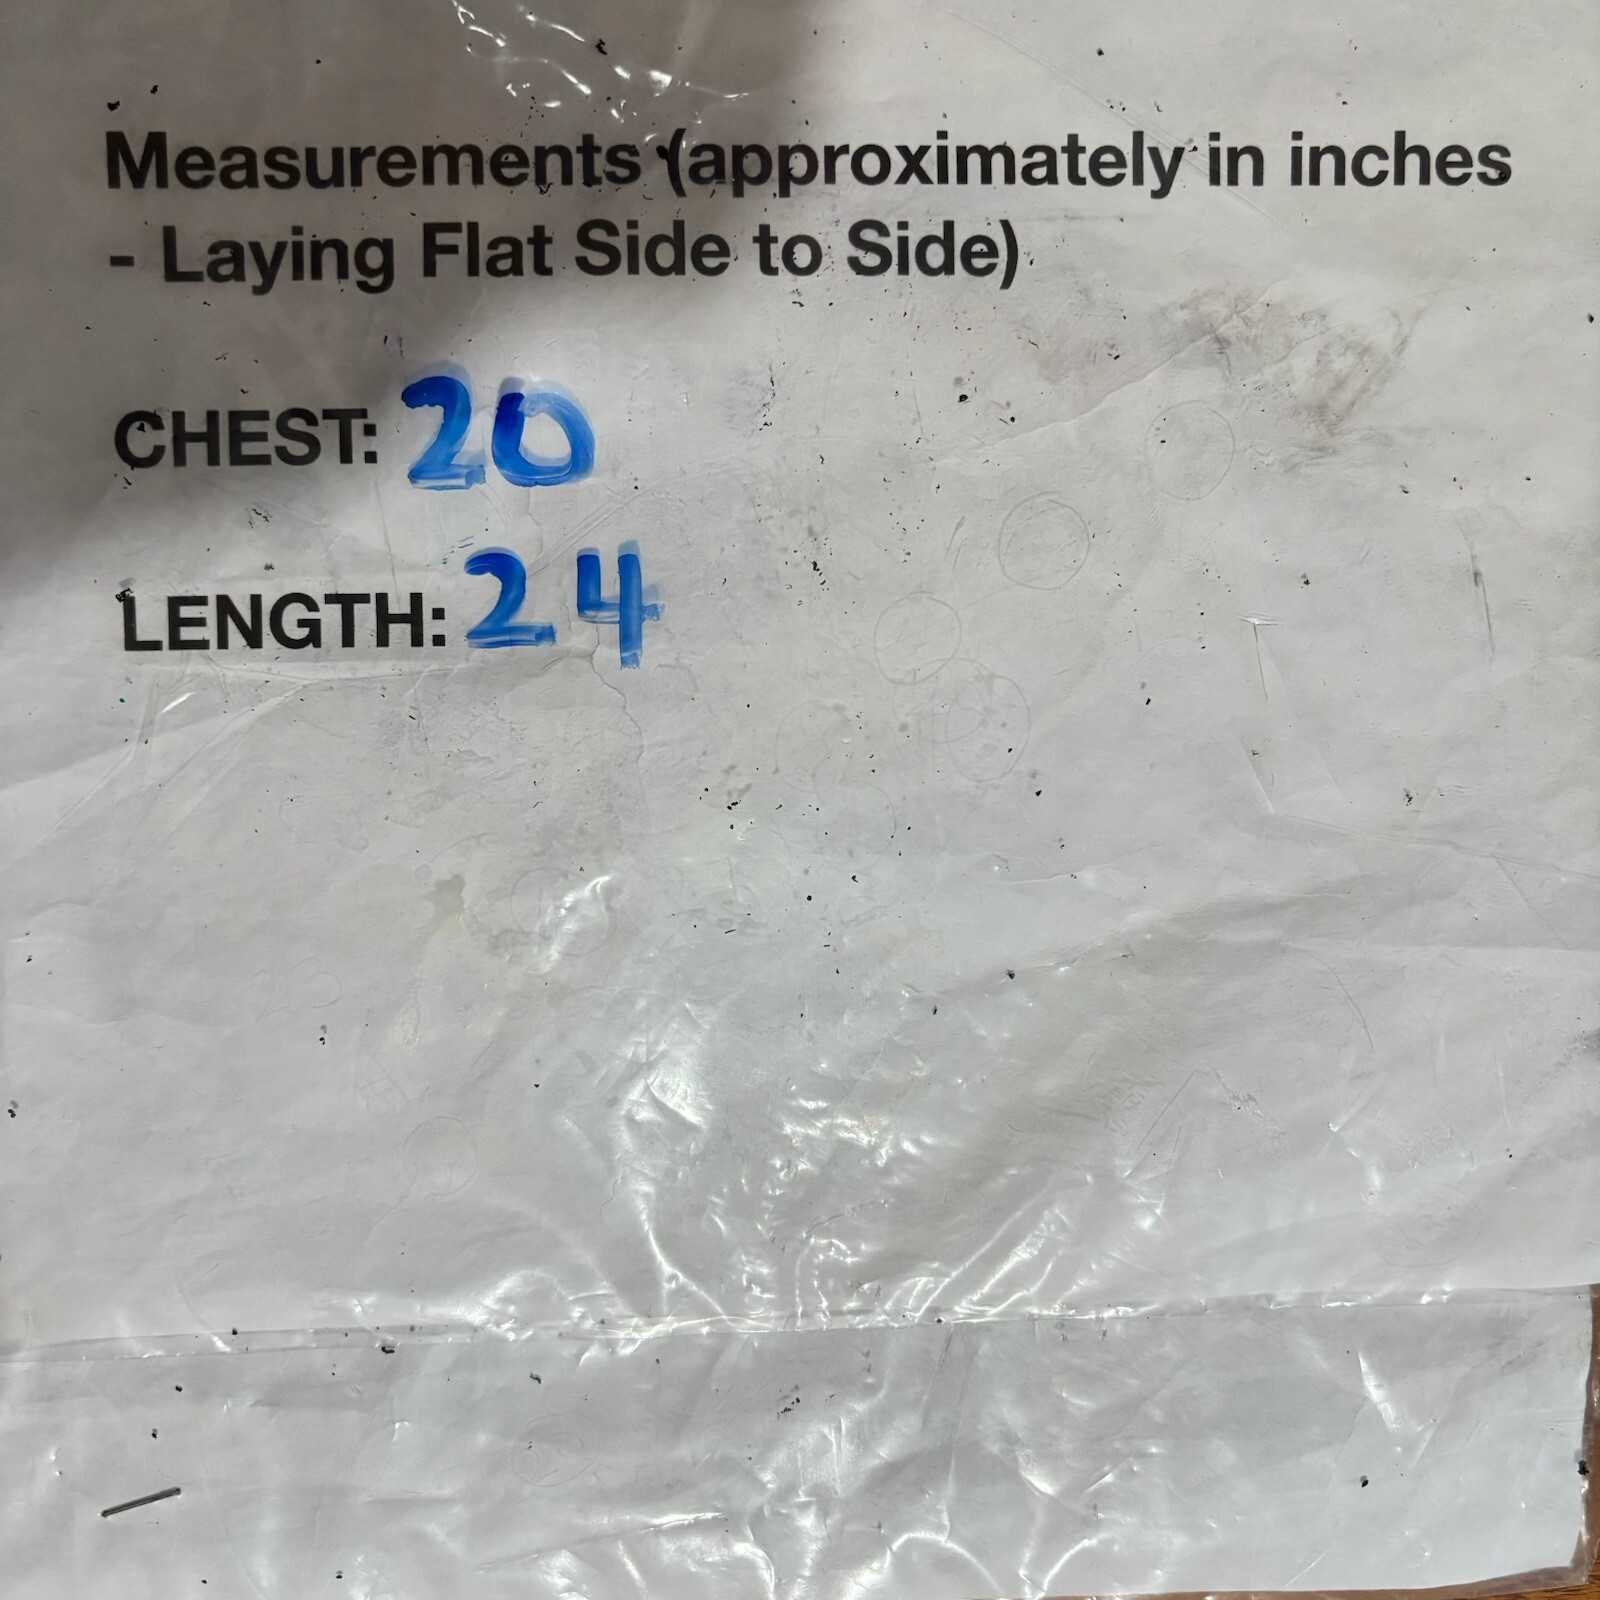 Measurements (approximately in inches
- Laying Flat Side to Side)
CHEST: 20
LENGTH: 24